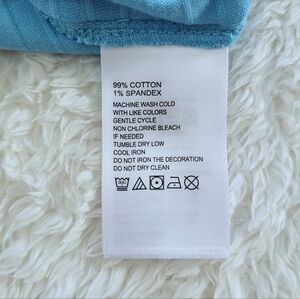 99% COTTON
1% SPANDEX
MACHINE WASH COLD
WITH LIKE COLORS
GENTLE CYCLE
NON CHLORINE BLEACH
IF NEEDED
TUMBLE DRY LOW
COOL IRON
DO NOT IRON THE DECORATION
DO NOT DRY CLEAN